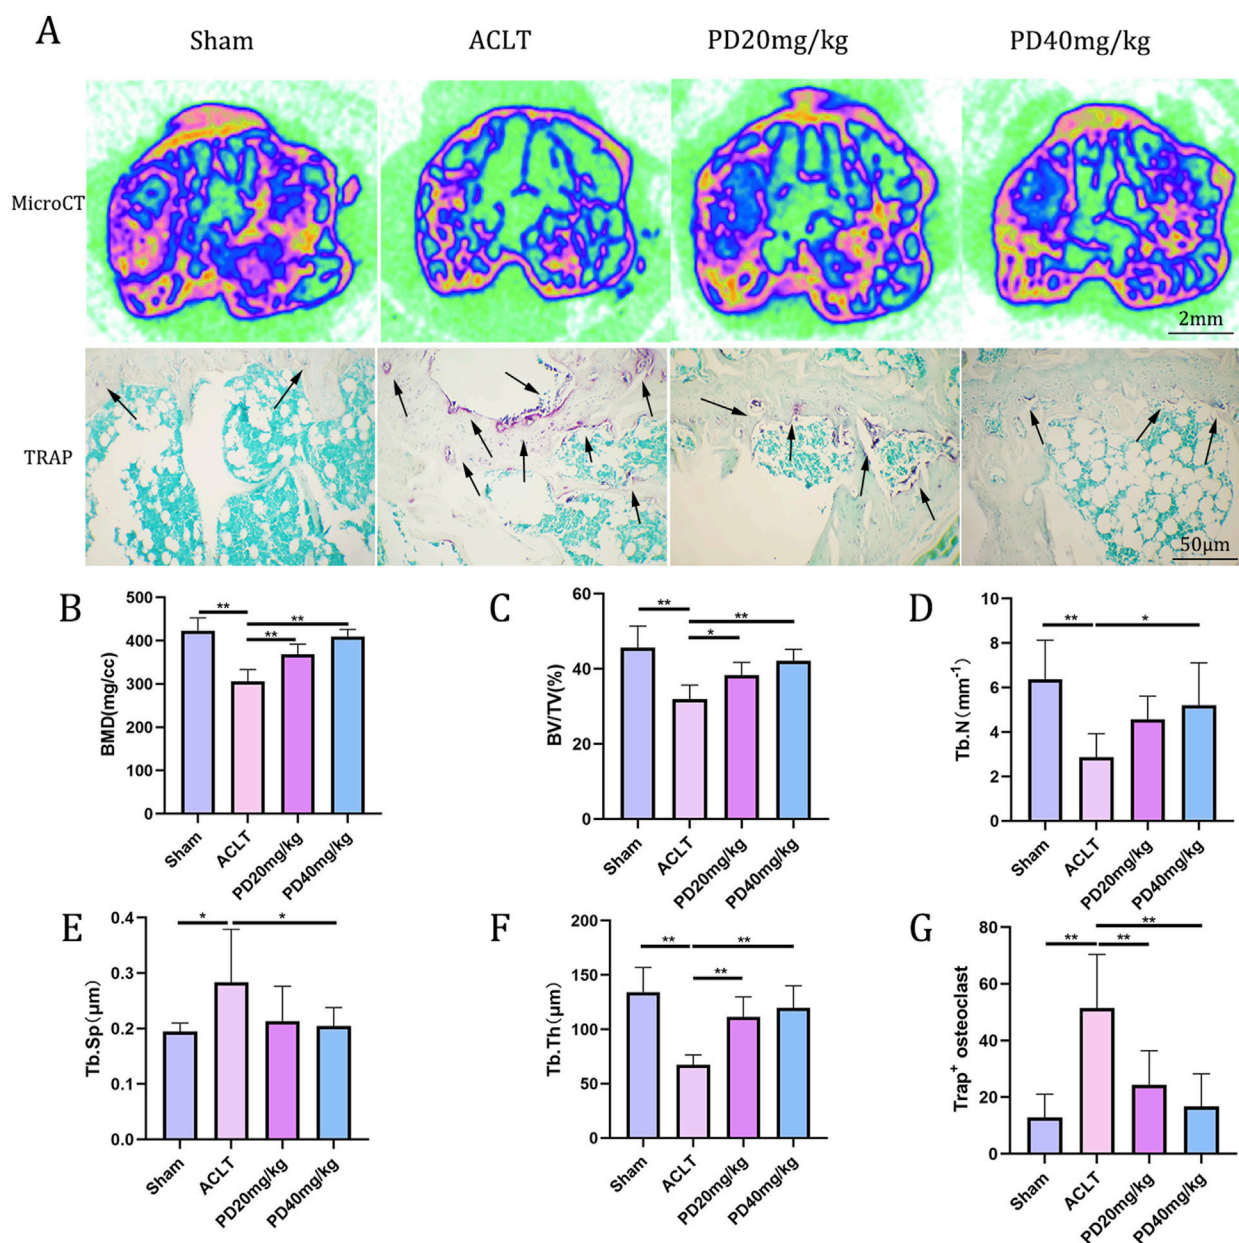 A
Sham
ACLT
PD20mg/kg
PD40mg/kg
MicroCT
2mm
TRAP
50μm
B
BMD(mg/cc)
500
400
300
200
100
0
**
**
**
Sham
ACLT
PD20mg/kg
PD40mg/kg
C
BV/TV(%)
60
40
20
0
**
**
*
Sham
ACLT
PD20mg/kg
PD40mg/kg
D
Tb.N(mm⁻¹)
10
8
6
4
2
0
**
*
Sham
ACLT
PD20mg/kg
PD40mg/kg
E
Tb.Sp(μm)
0.4
0.3
0.2
0.1
0.0
*
*
Sham
ACLT
PD20mg/kg
PD40mg/kg
F
Tb.Th(μm)
200
150
100
50
0
**
**
**
Sham
ACLT
PD20mg/kg
PD40mg/kg
G
Trap⁺ osteoclast
80
60
40
20
0
**
**
**
Sham
ACLT
PD20mg/kg
PD40mg/kg